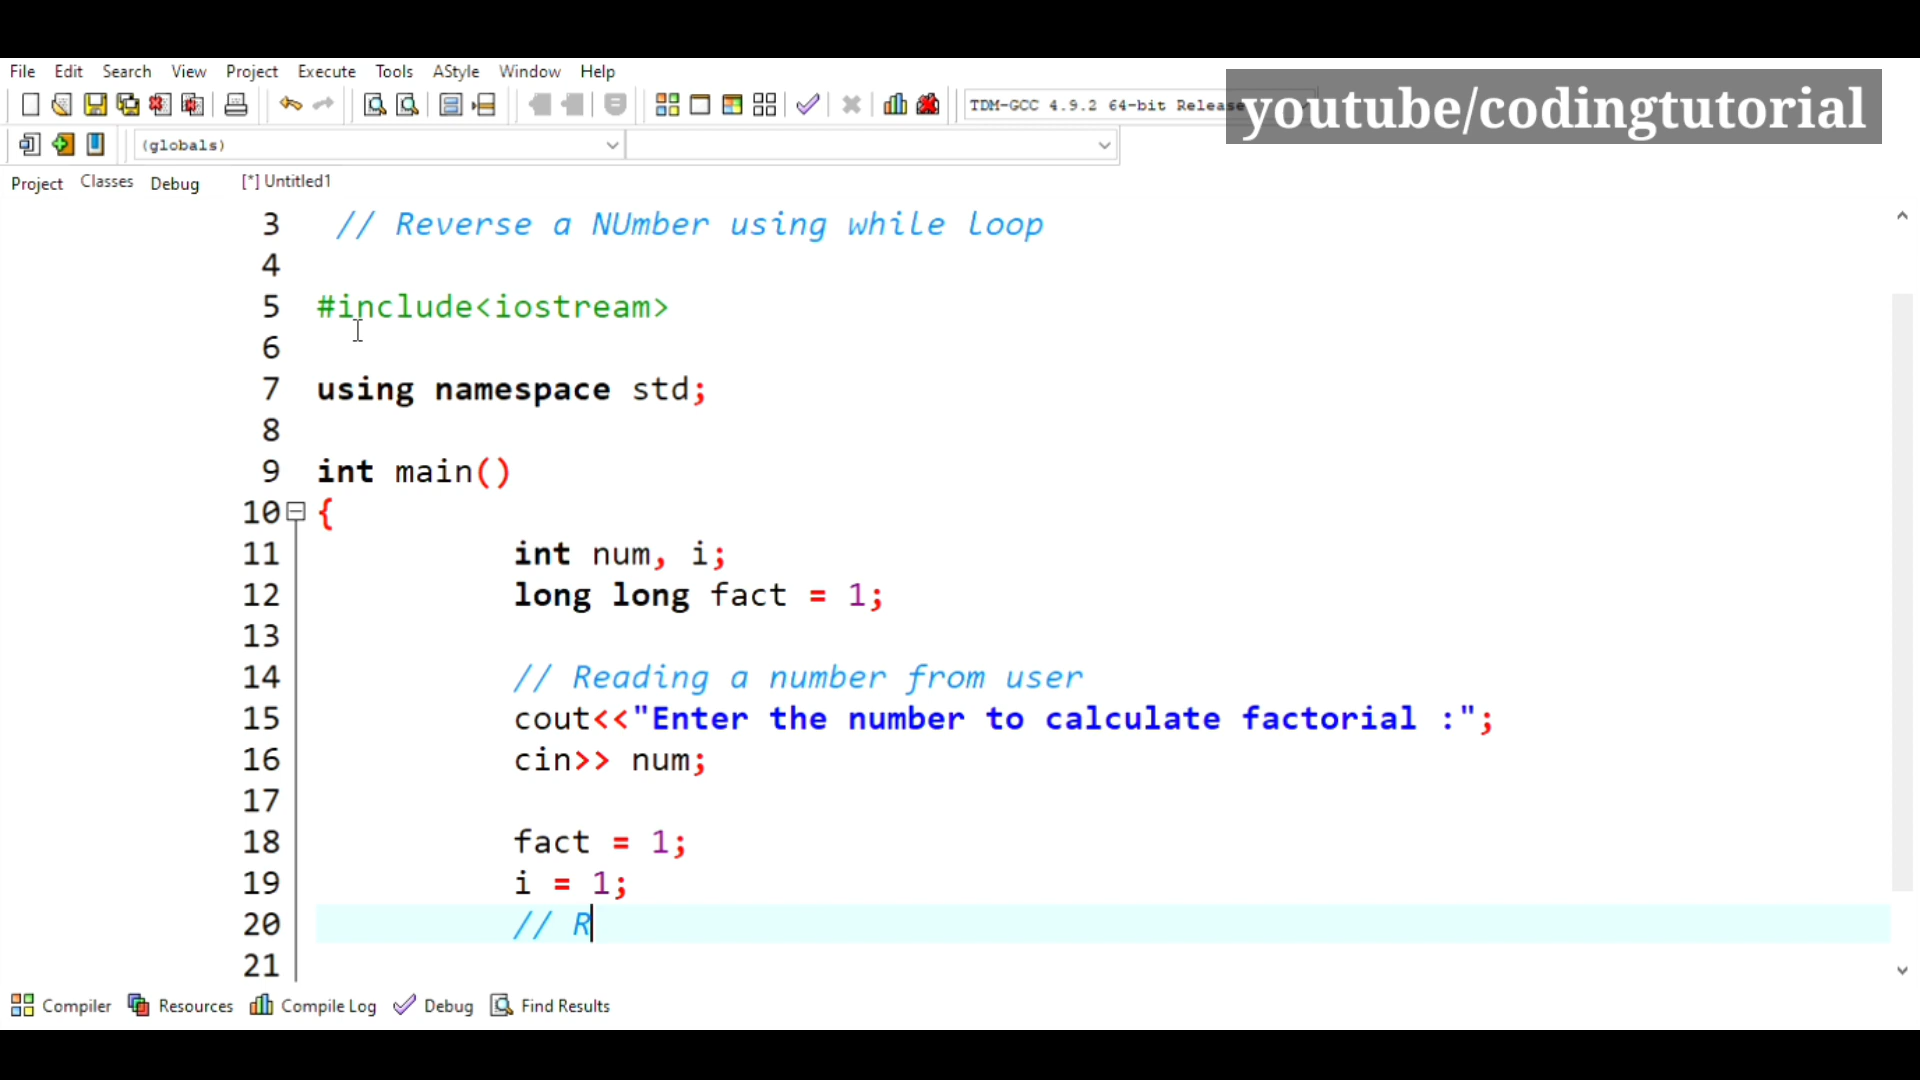 File Edit Search View Project Execute Tools AStyle Window Help
TDM-GCC 4.9.2 64-bit Release
youtube/codingtutorial
(globals)
Project Classes Debug [*] Untitled1
3 // Reverse a NUmber using while loop
4
5 #include<iostream>
6
7 using namespace std;
8
9 int main()
10 {
11 int num, i;
12 long long fact = 1;
13
14 // Reading a number from user
15 cout<<"Enter the number to calculate factorial :";
16 cin>> num;
17
18 fact = 1;
19 i = 1;
20 // R
21
Compiler Resources Compile Log Debug Find Results